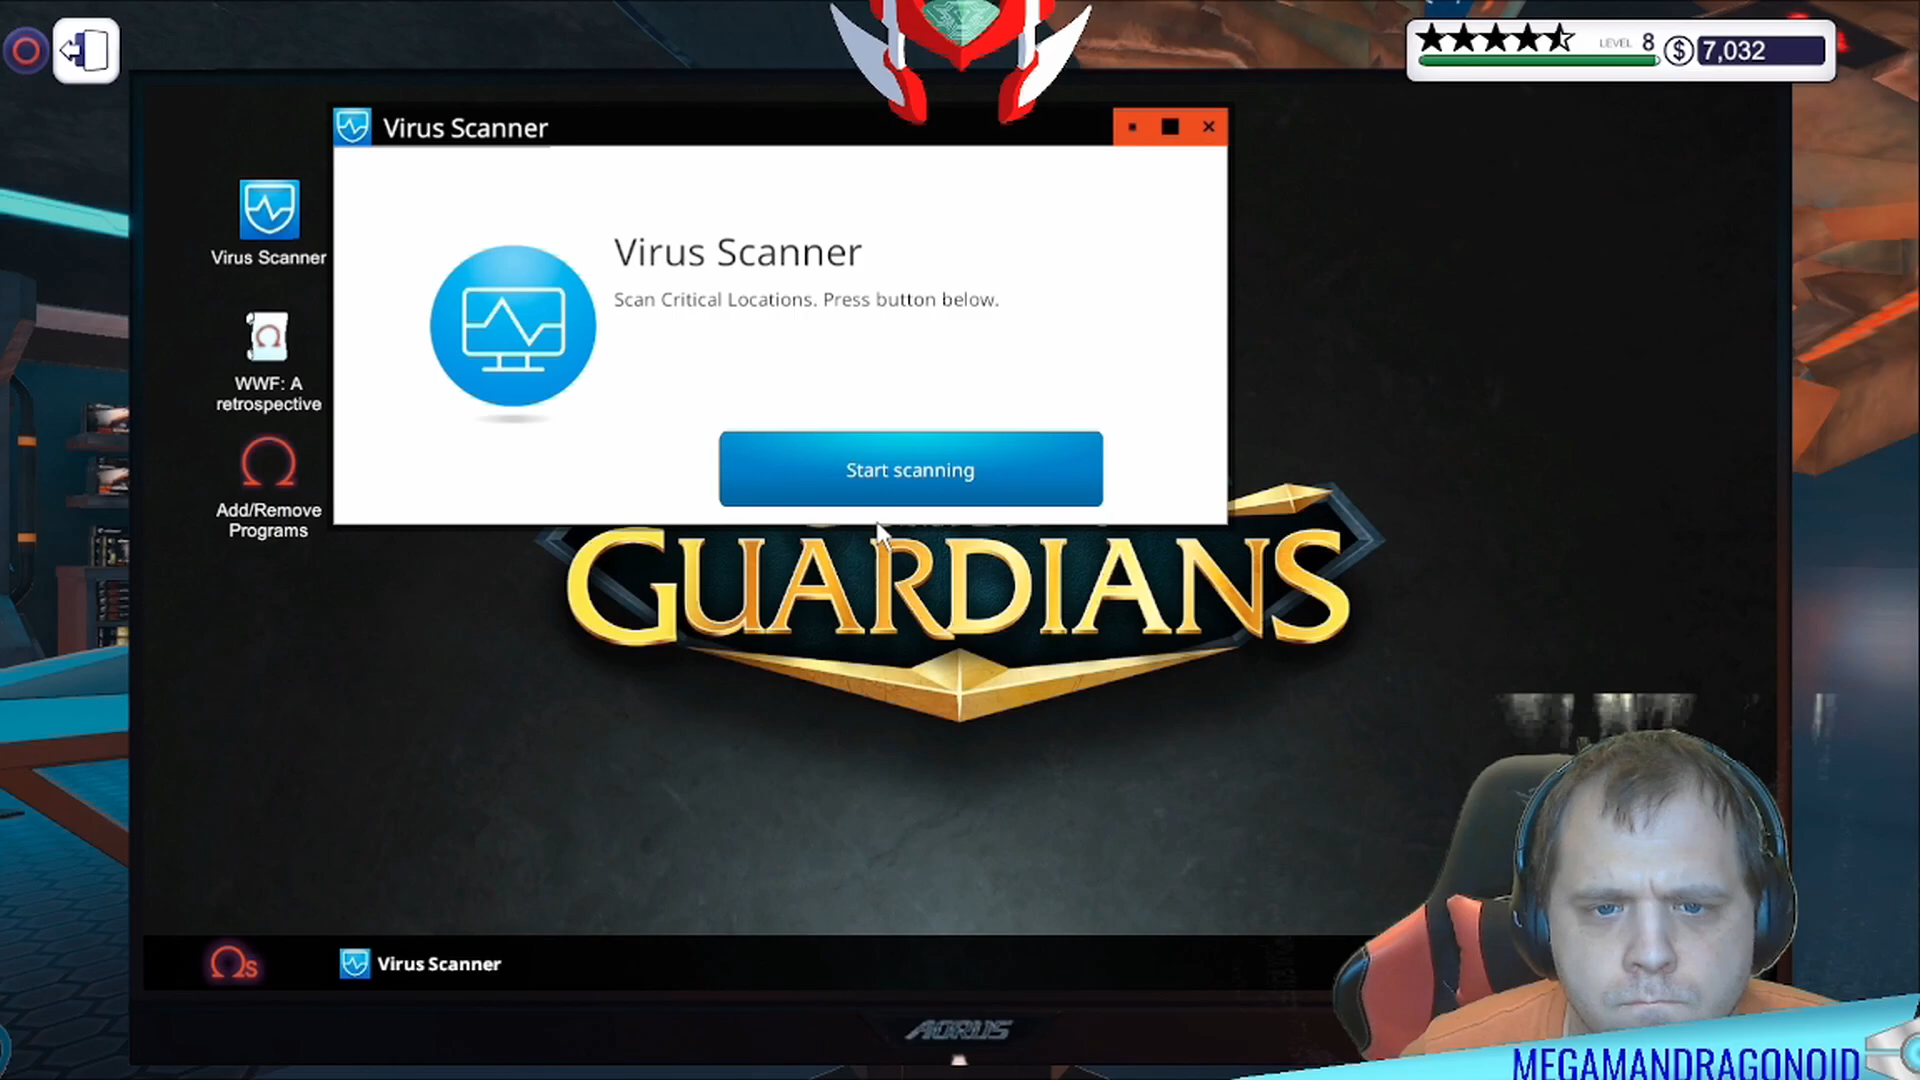 LEVEL 8
$ 7,032
Virus Scanner
Virus Scanner
Scan Critical Locations. Press button below.
Start scanning
Virus Scanner
WWF: A
retrospective
Add/Remove
Programs
GUARDIANS
Ωs
Virus Scanner
AORUS
MEGAMANDRAGONOID